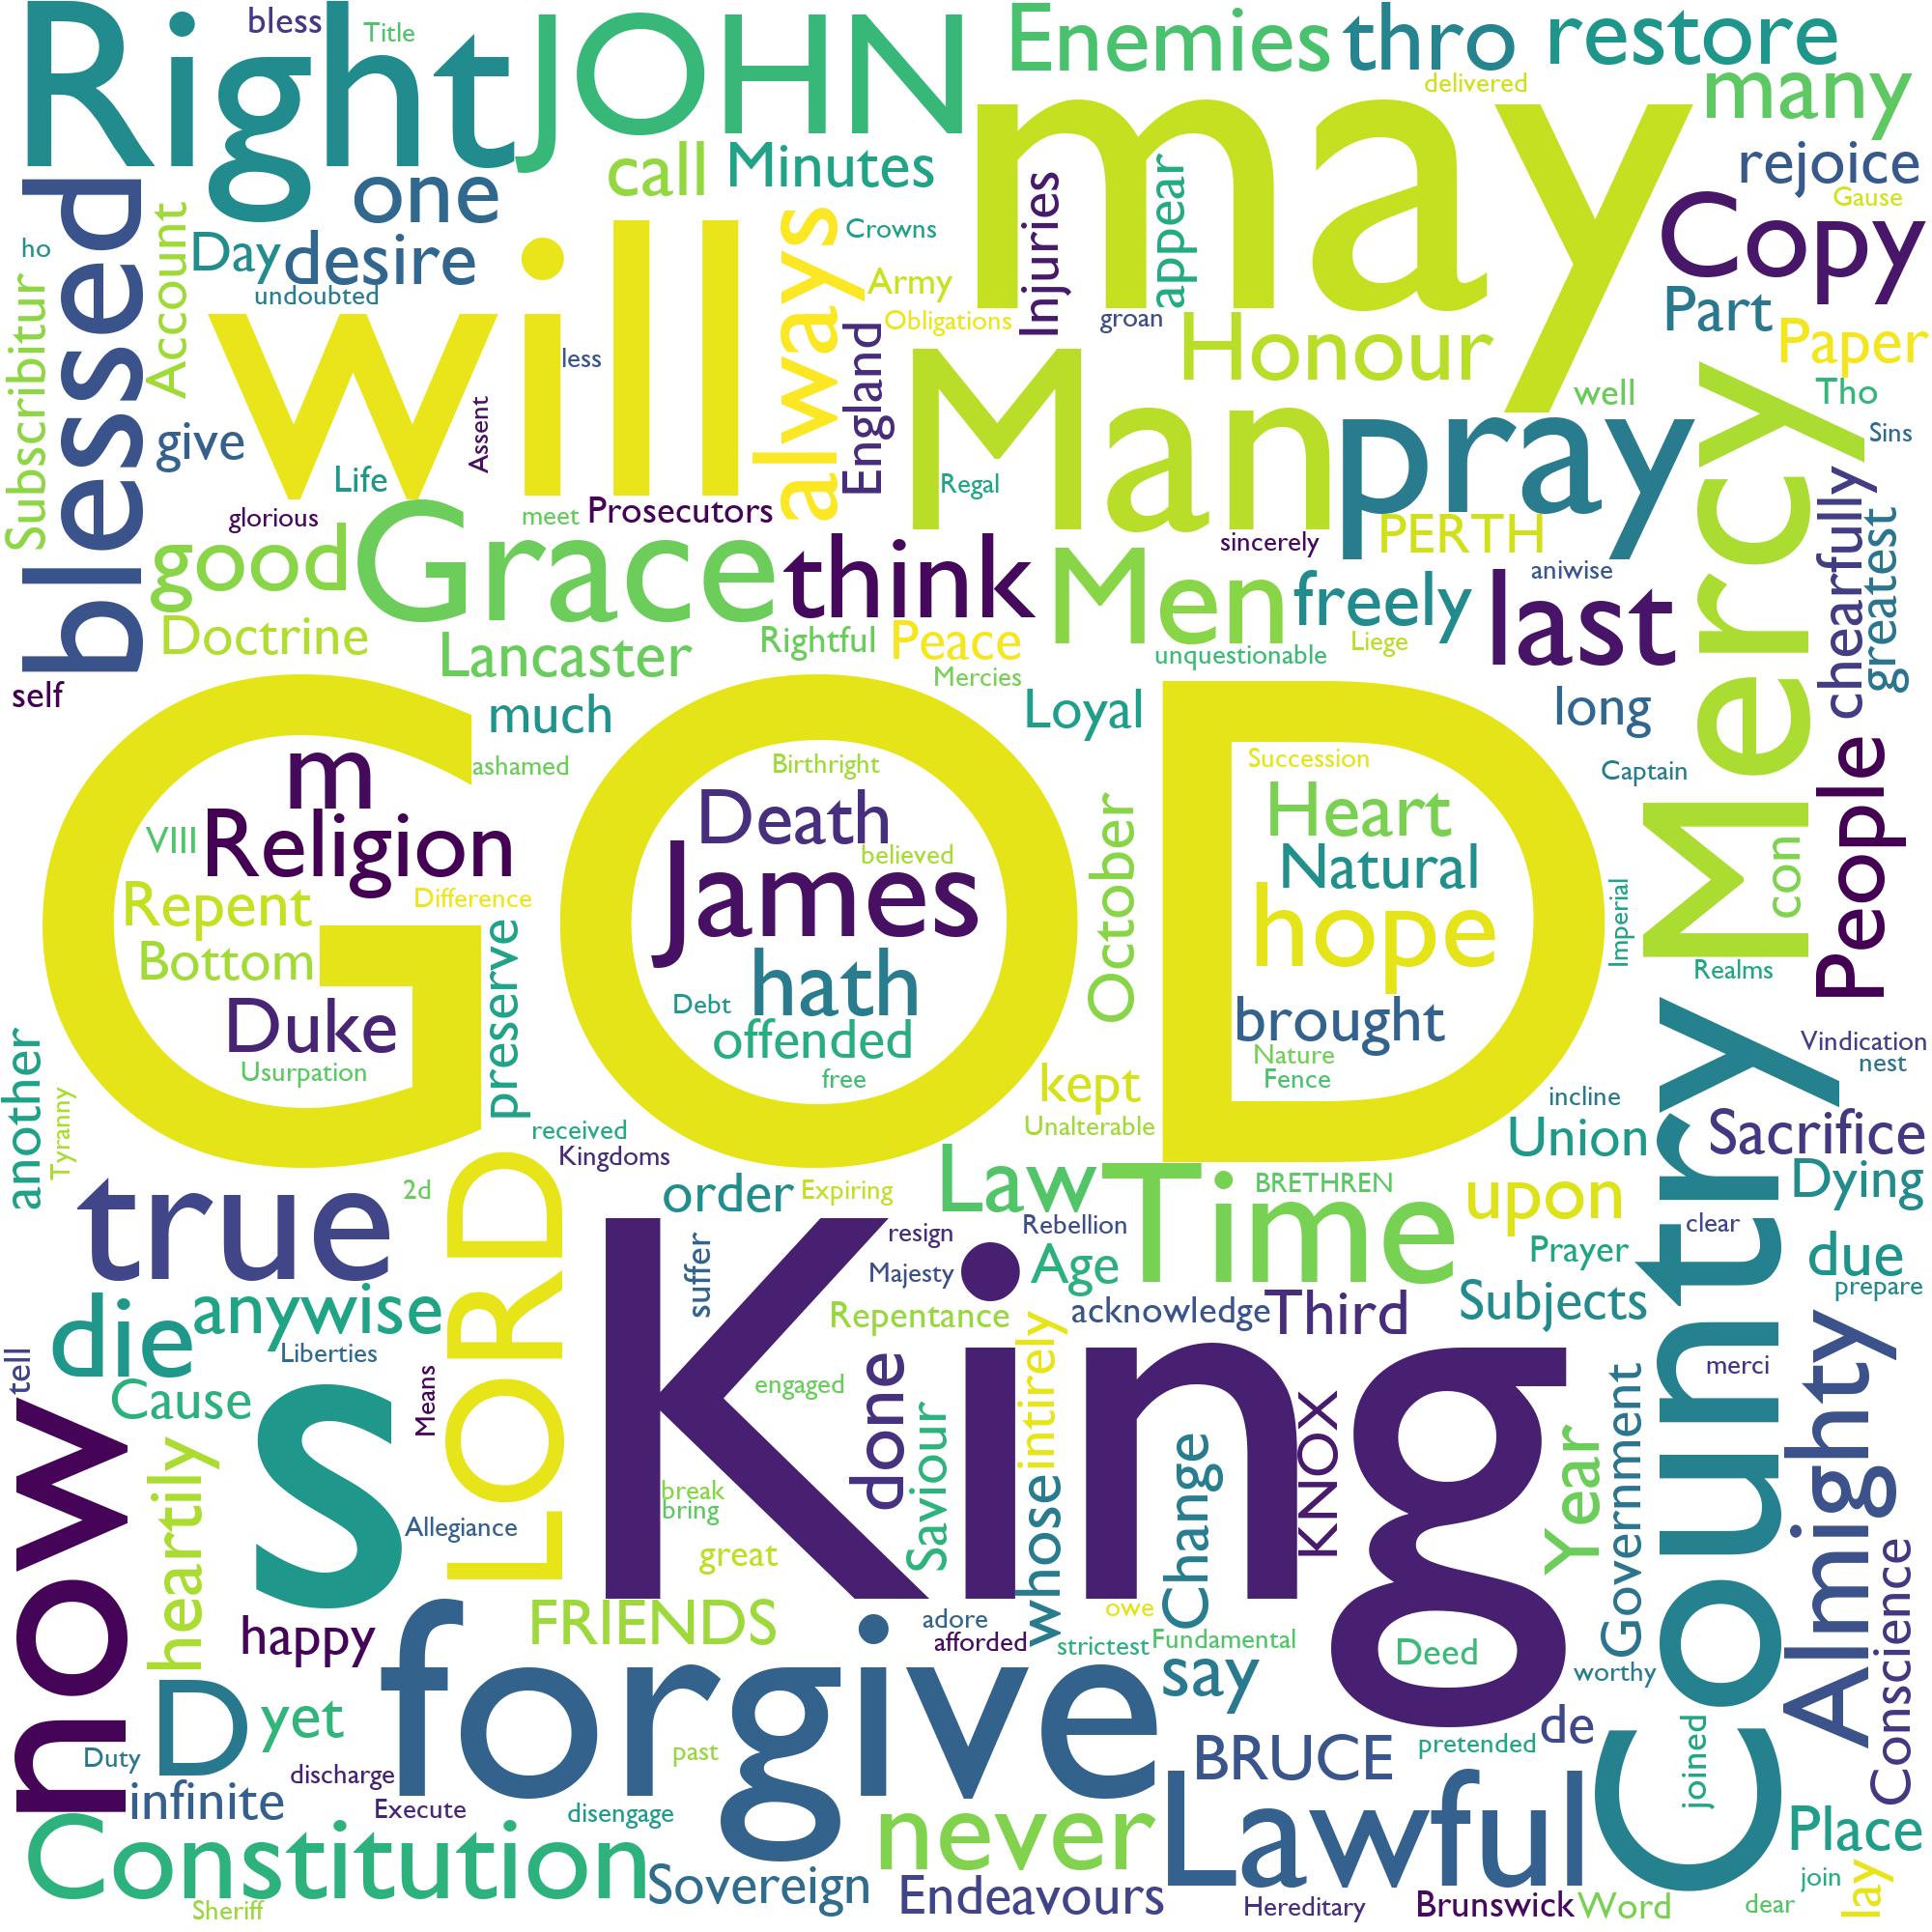 Right
bless
Title
JOHN
Enemies
thro
restore
delivered
many
may
call
Minutes
one
rejoice
Gause
Copy
blessed
Account
Day
desire
undoubted
ho
Subscribitur
will
less
always
Crowns
Army
Obligations
Injuries
appear
groan
Honour
Part
Paper
England
Man
well
Tho
Sins
Mercy
pray
give
Life
Assent
Regal
glorious
meet
Prosecutors
sincerely
PERTH
aniwise
chearfully
greatest
good
Grace
think
Men
freely
last
Doctrine
Lancaster
Rightful
Peace
Mercies
unquestionable
Liege
self
much
Loyal
long
Captain
GOD
ashamed
m
Religion
VIII
Repent
Difference
Bottom
Duke
Usurpation
preserve
Birthright
Death
believed
James
hath
Debt
offended
free
October
Succession
Heart
Natural
hope
brought
Nature
Fence
Imperial
con
People
Realms
kept
Unalterable
another
Tyranny
received
Kingdoms
incline
Union
Country
Vindication
nest
Sacrifice
Dying
true
2d
LORD
order
Expiring
Law
Time
BRETHREN
upon
clear
King
resign
Rebellion
Majesty
Age
Prayer
due
prepare
suffer
Repentance
acknowledge
Third
Subjects
die
anywise
Liberties
tell
Cause
Means
engaged
done
intirely
merci
Almighty
now
s
heartily
Allegiance
break
bring
great
Saviour
whose
Change
KNOX
Year
Government
Conscience
happy
FRIENDS
adore
afforded
owe
strictest
Fundamental
Deed
worthy
forgive
say
D
yet
past
BRUCE
pretended
de
joined
Duty
infinite
discharge
Execute
disengage
never
Lawful
Place
Constitution
Sheriff
Sovereign
Endeavours
Hereditary
Brunswick
Word
dear
join
lay